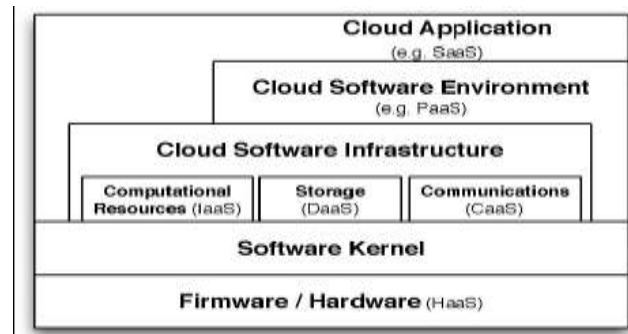 Cloud Application
(e.g. SaaS)
Cloud Software Environment
(e.g. PaaS)
Cloud Software Infrastructure
Computational
Resources (IaaS)
Storage
(DaaS)
Communications
(CaaS)
Software Kernel
Firmware / Hardware (HaaS)